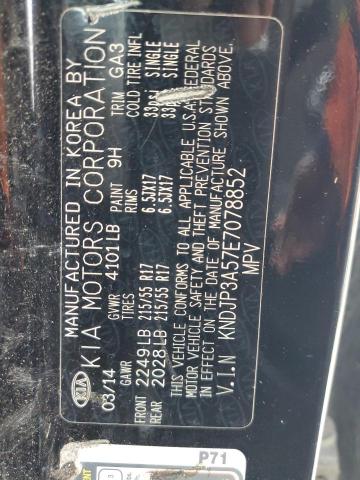 MANUFACTURED IN KOREA BY
KIA KIA MOTORS CORPORATION
03/14 GVWR 4101LB PAINT 9H TRIM GA3
GAWR TIRES RIMS COLD TIRE INFL
FRONT 2249LB 215/55 R17 6.5JX17 33psi SINGLE
REAR 2028LB 215/55 R17 6.5JX17 33psi SINGLE
THIS VEHICLE CONFORMS TO ALL APPLICABLE U.S.A. FEDERAL
MOTOR VEHICLE SAFETY AND THEFT PREVENTION STANDARDS
IN EFFECT ON THE DATE OF MANUFACTURE SHOWN ABOVE.
V.I.N KNDJP3A57E7078852
MPV
P71